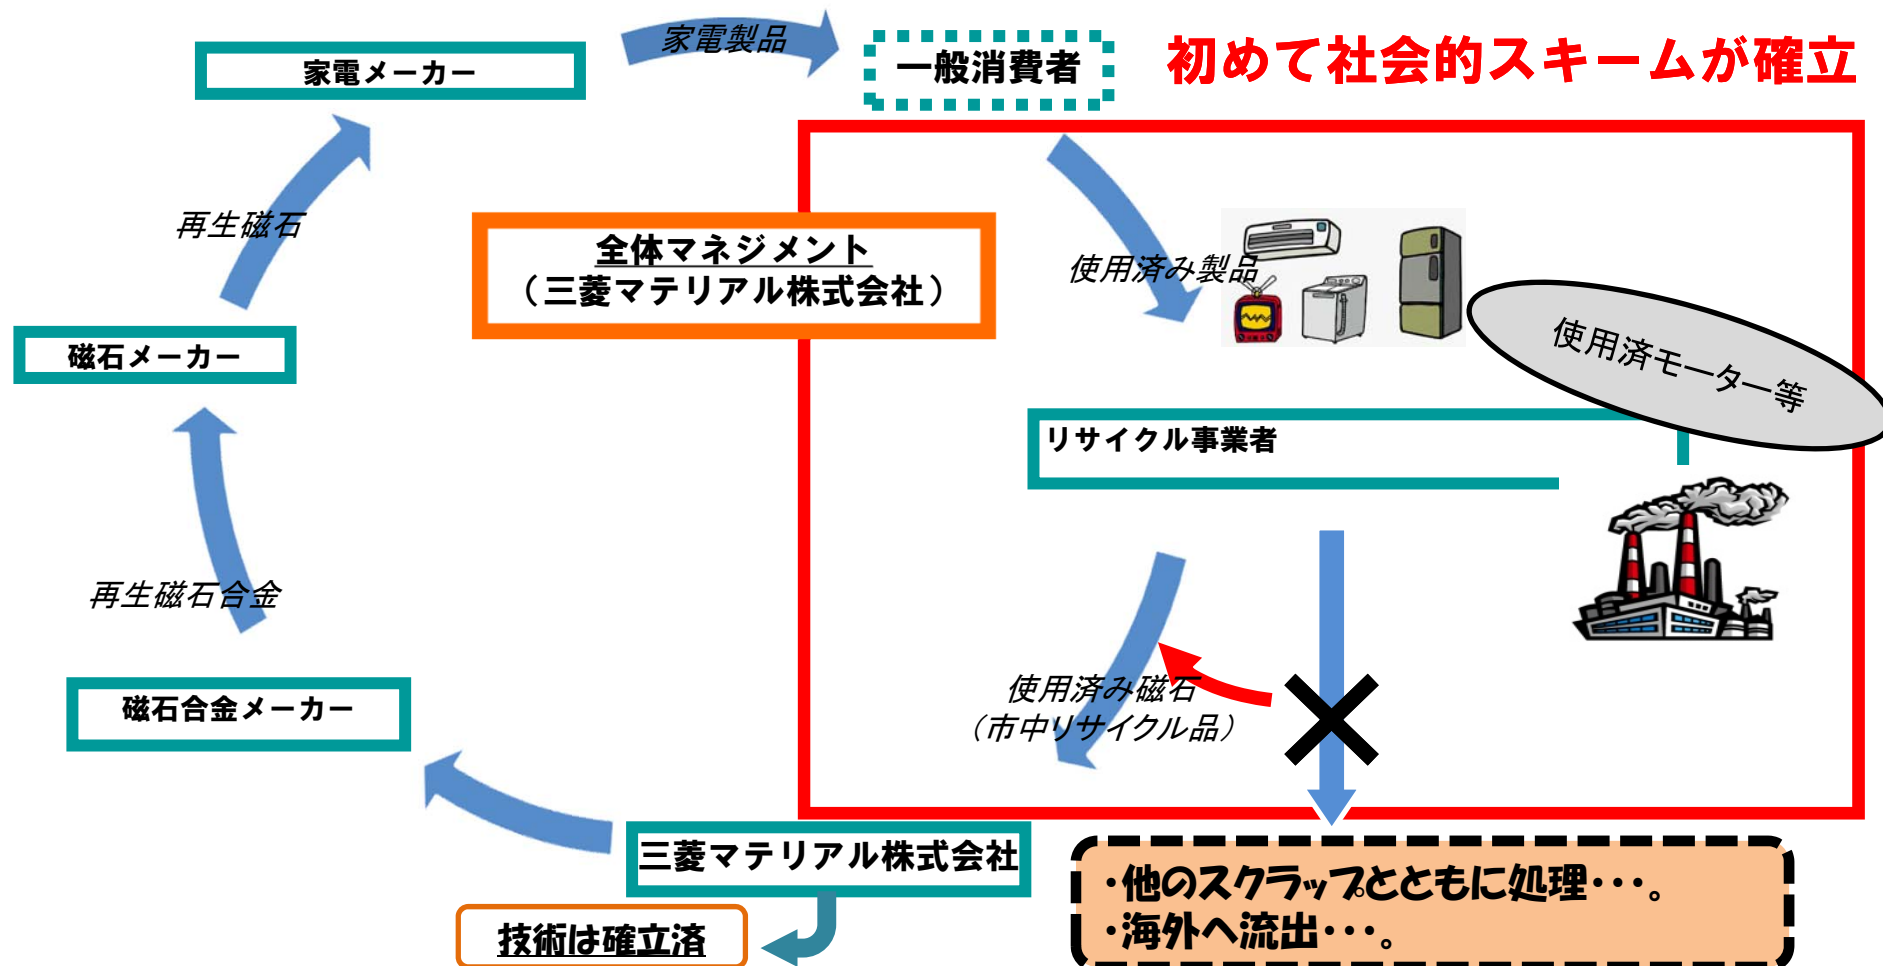 家電製品
一般消費者
初めて社会的スキームが確立
家電メーカー
再生磁石
全体マネジメント
（三菱マテリアル株式会社）
使用済み製品
使用済モーター等
磁石メーカー
リサイクル事業者
再生磁石合金
使用済み磁石
（市中リサイクル品）
磁石合金メーカー
三菱マテリアル株式会社
技術は確立済
・他のスクラップとともに処理・・・。
・海外へ流出・・・。